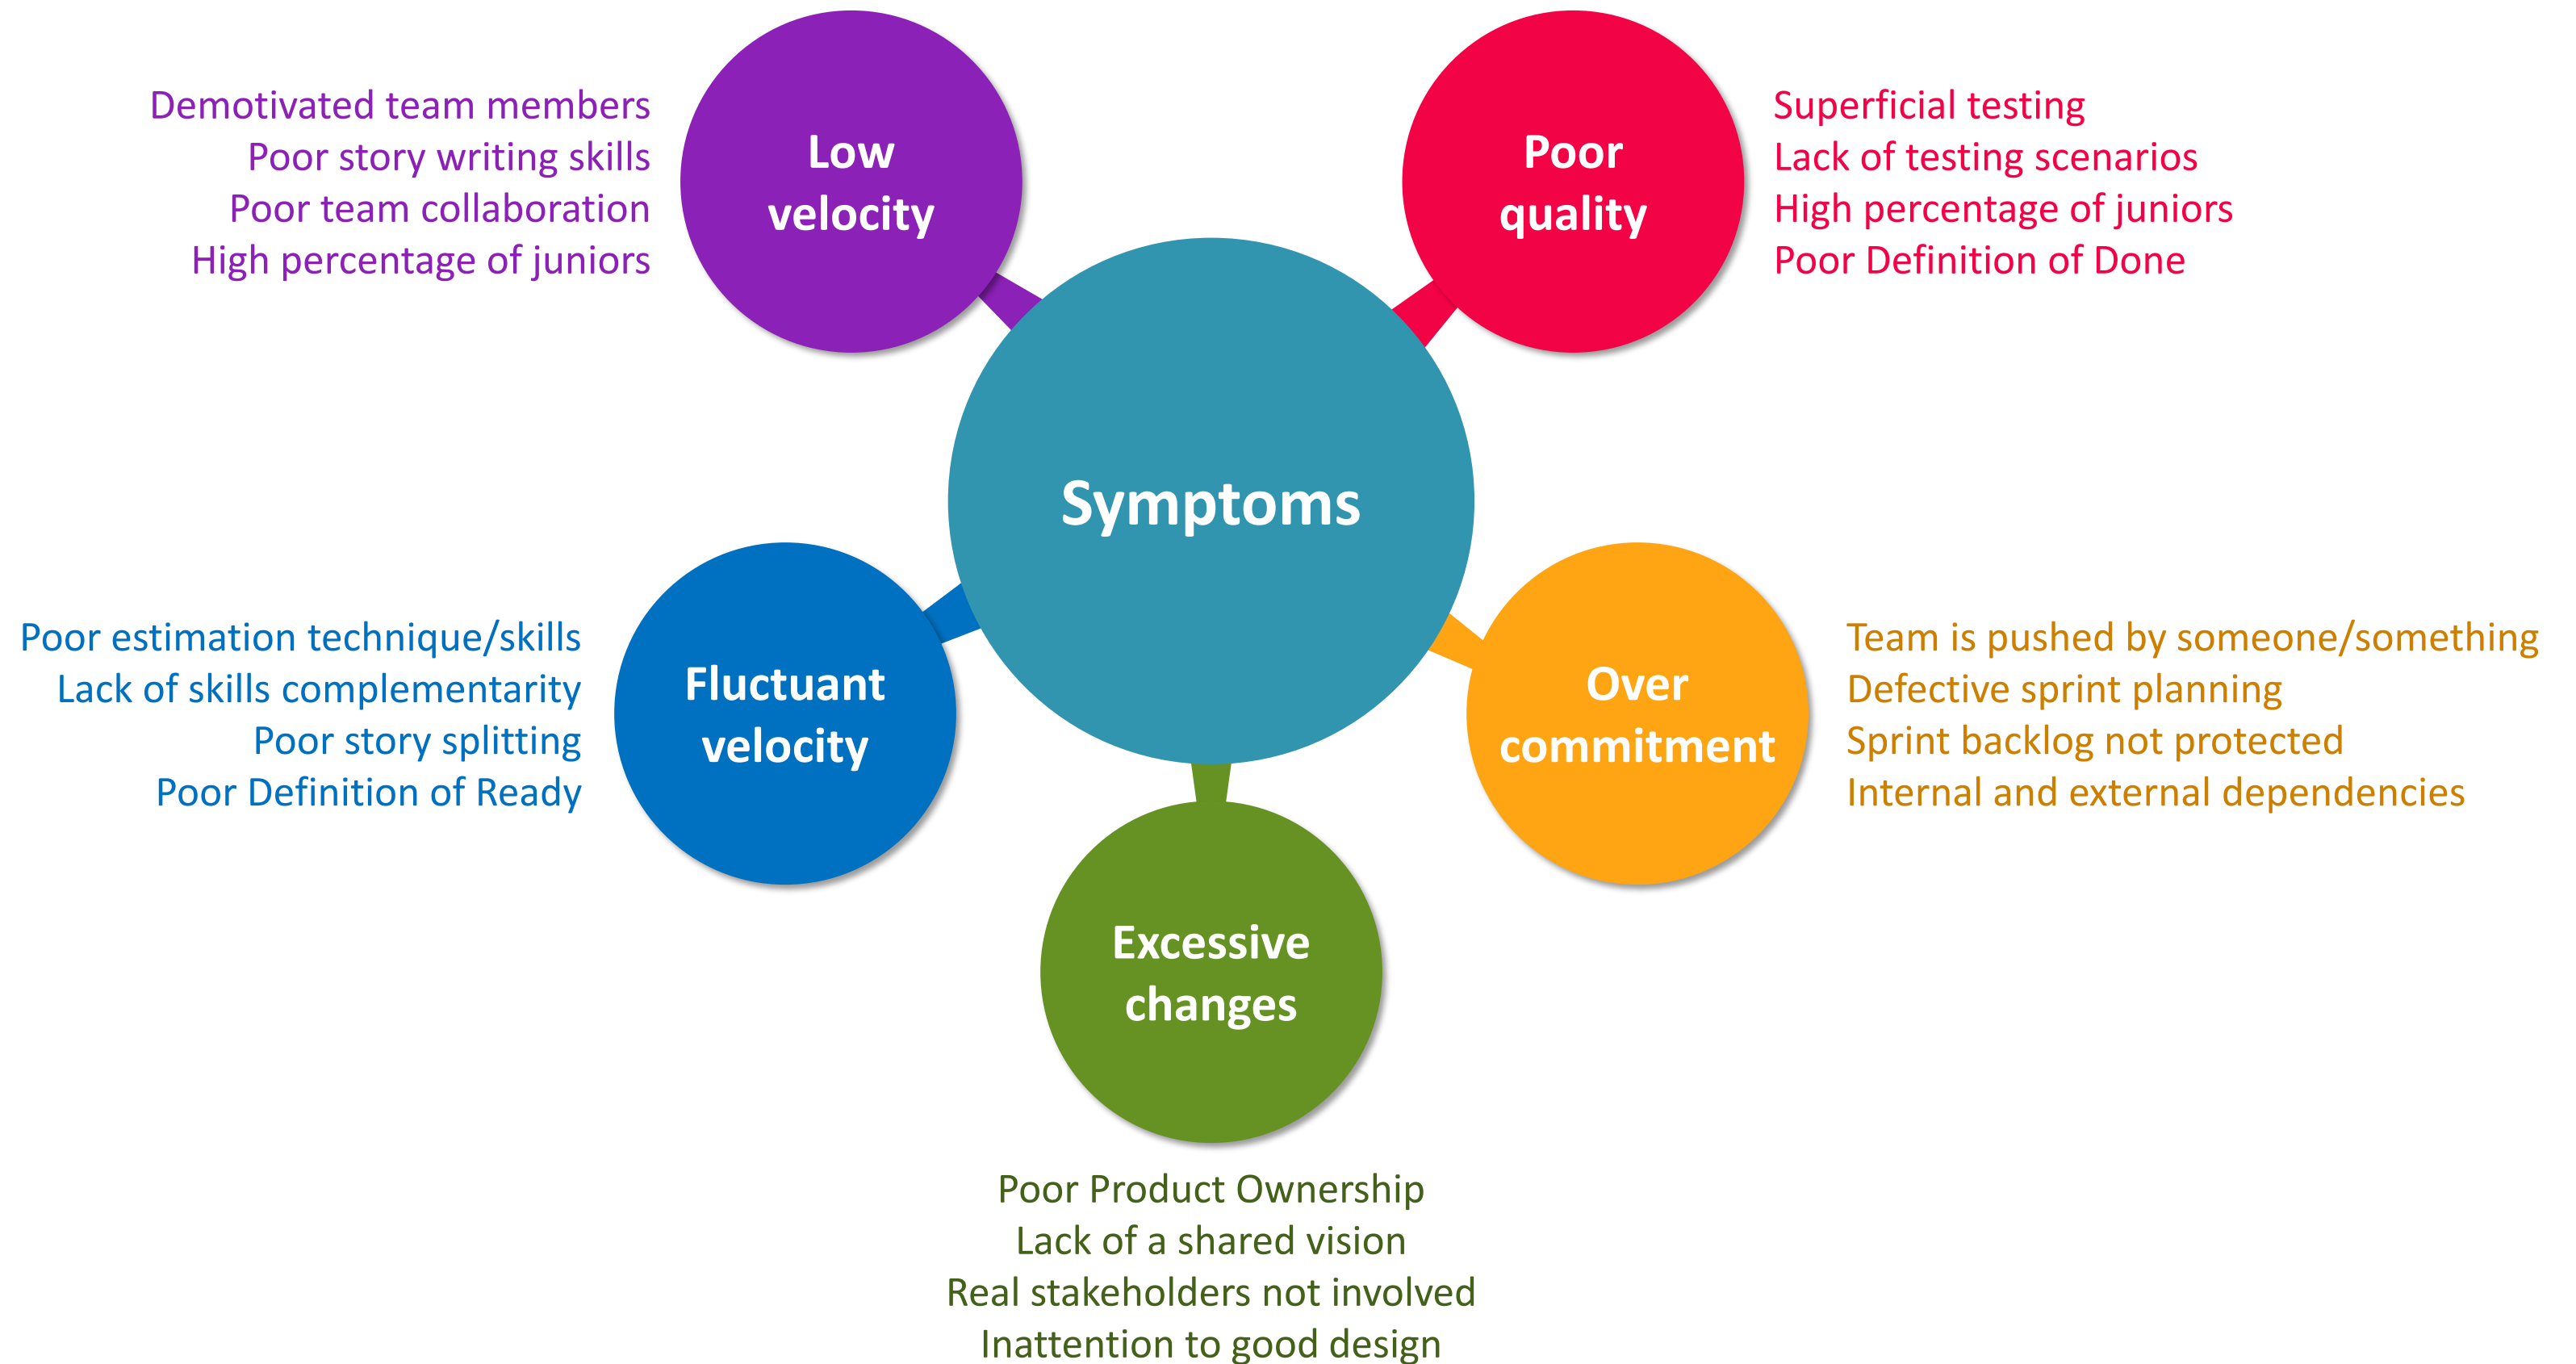 Demotivated team members
Poor story writing skills
Poor team collaboration
High percentage of juniors
Low
velocity
Poor
quality
Superficial testing
Lack of testing scenarios
High percentage of juniors
Poor Definition of Done
Symptoms
Poor estimation technique/skills
Lack of skills complementarity
Poor story splitting
Poor Definition of Ready
Fluctuant
velocity
Over
commitment
Team is pushed by someone/something
Defective sprint planning
Sprint backlog not protected
Internal and external dependencies
Excessive
changes
Poor Product Ownership
Lack of a shared vision
Real stakeholders not involved
Inattention to good design